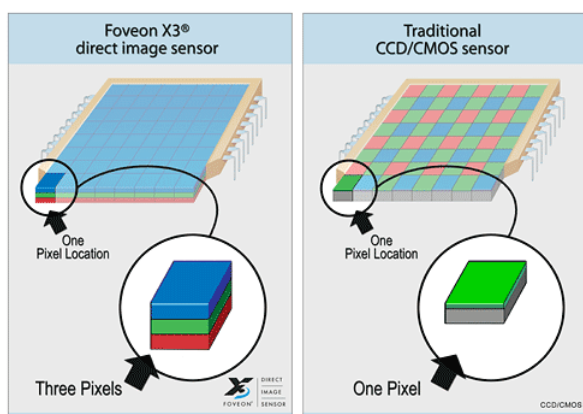 Foveon X3®
direct image sensor
One
Pixel Location
Three Pixels
X3
FOVEON®
DIRECT
IMAGE
SENSOR
Traditional
CCD/CMOS sensor
One
Pixel Location
One Pixel
CCD/CMOS